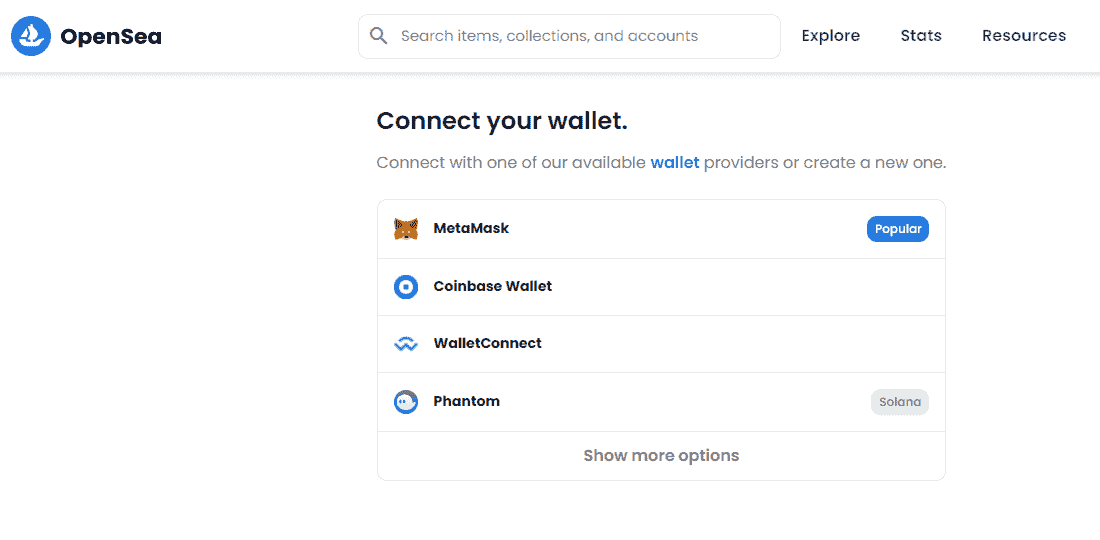 OpenSea
Search items, collections, and accounts
Explore
Stats
Resources
Connect your wallet.
Connect with one of our available wallet providers or create a new one.
MetaMask
Popular
Coinbase Wallet
WalletConnect
Phantom
Solana
Show more options